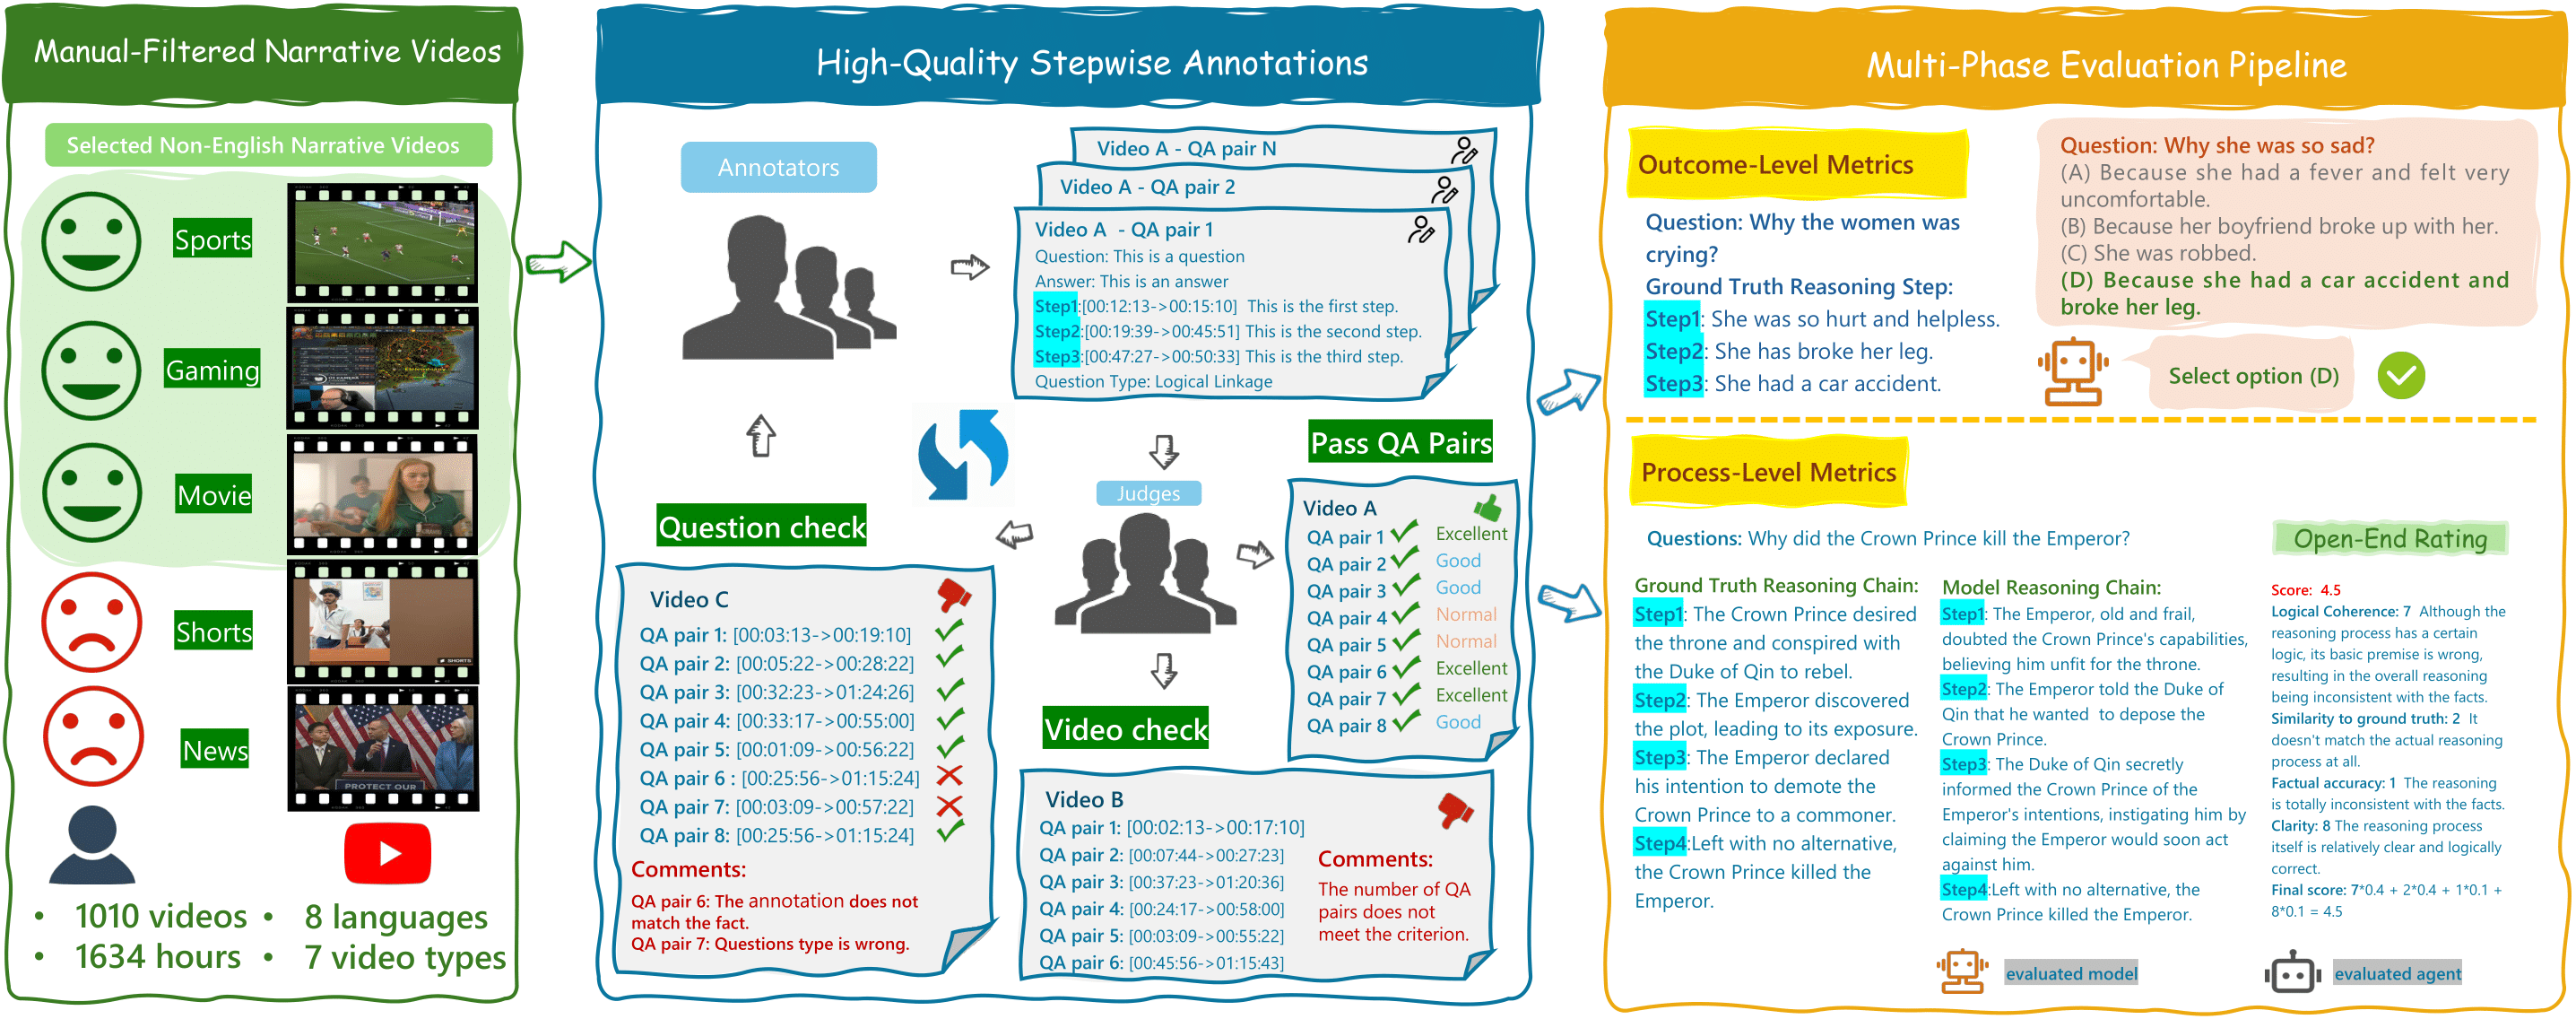 Manual-Filtered Narrative Videos
Selected Non-English Narrative Videos
Sports
Gaming
Movie
Shorts
SHORTS
News
PROTECT OUR
• 1010 videos
• 1634 hours
• 8 languages
• 7 video types
High-Quality Stepwise Annotations
Annotators
Video A - QA pair N
Video A - QA pair 2
Video A - QA pair 1
Question: This is a question
Answer: This is an answer
Step1:[00:12:13->00:15:10] This is the first step.
Step2:[00:19:39->00:45:51] This is the second step.
Step3:[00:47:27->00:50:33] This is the third step.
Question Type: Logical Linkage
Judges
Pass QA Pairs
Video A
QA pair 1 Excellent
QA pair 2 Good
QA pair 3 Good
QA pair 4 Normal
QA pair 5 Normal
QA pair 6 Excellent
QA pair 7 Excellent
QA pair 8 Good
Question check
Video C
QA pair 1: [00:03:13->00:19:10]
QA pair 2: [00:05:22->00:28:22]
QA pair 3: [00:32:23->01:24:26]
QA pair 4: [00:33:17->00:55:00]
QA pair 5: [00:01:09->00:56:22]
QA pair 6 : [00:25:56->01:15:24]
QA pair 7: [00:03:09->00:57:22]
QA pair 8: [00:25:56->01:15:24]
Comments:
QA pair 6: The annotation does not
match the fact.
QA pair 7: Questions type is wrong.
Video check
Video B
QA pair 1: [00:02:13->00:17:10]
QA pair 2: [00:07:44->00:27:23]
QA pair 3: [00:37:23->01:20:36]
QA pair 4: [00:24:17->00:58:00]
QA pair 5: [00:03:09->00:55:22]
QA pair 6: [00:45:56->01:15:43]
Comments:
The number of QA
pairs does not
meet the criterion.
Multi-Phase Evaluation Pipeline
Outcome-Level Metrics
Question: Why the women was
crying?
Ground Truth Reasoning Step:
Step1: She was so hurt and helpless.
Step2: She has broke her leg.
Step3: She had a car accident.
Question: Why she was so sad?
(A) Because she had a fever and felt very
uncomfortable.
(B) Because her boyfriend broke up with her.
(C) She was robbed.
(D) Because she had a car accident and
broke her leg.
Select option (D)
Process-Level Metrics
Questions: Why did the Crown Prince kill the Emperor?
Ground Truth Reasoning Chain:
Step1: The Crown Prince desired
the throne and conspired with
the Duke of Qin to rebel.
Step2: The Emperor discovered
the plot, leading to its exposure.
Step3: The Emperor declared
his intention to demote the
Crown Prince to a commoner.
Step4:Left with no alternative,
the Crown Prince killed the
Emperor.
Model Reasoning Chain:
Step1: The Emperor, old and frail,
doubted the Crown Prince's capabilities,
believing him unfit for the throne.
Step2: The Emperor told the Duke of
Qin that he wanted to depose the
Crown Prince.
Step3: The Duke of Qin secretly
informed the Crown Prince of the
Emperor's intentions, instigating him by
claiming the Emperor would soon act
against him.
Step4:Left with no alternative, the
Crown Prince killed the Emperor.
Open-End Rating
Score: 4.5
Logical Coherence: 7 Although the
reasoning process has a certain
logic, its basic premise is wrong,
resulting in the overall reasoning
being inconsistent with the facts.
Similarity to ground truth: 2 It
doesn't match the actual reasoning
process at all.
Factual accuracy: 1 The reasoning
is totally inconsistent with the facts.
Clarity: 8 The reasoning process
itself is relatively clear and logically
correct.
Final score: 7*0.4 + 2*0.4 + 1*0.1 +
8*0.1 = 4.5
evaluated model
evaluated agent